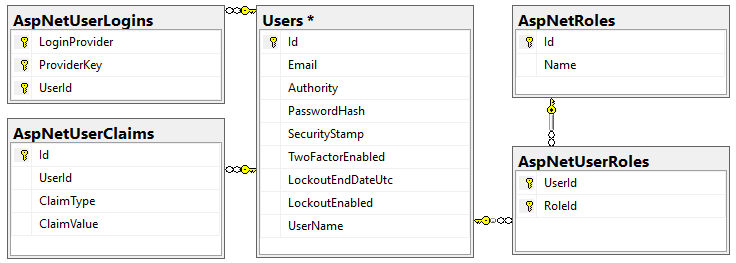 AspNetUserLogins
LoginProvider
ProviderKey
UserId
AspNetUserClaims
Id
UserId
ClaimType
ClaimValue
Users *
Id
Email
Authority
PasswordHash
SecurityStamp
TwoFactorEnabled
LockoutEndDateUtc
LockoutEnabled
UserName
AspNetRoles
Id
Name
AspNetUserRoles
UserId
RoleId